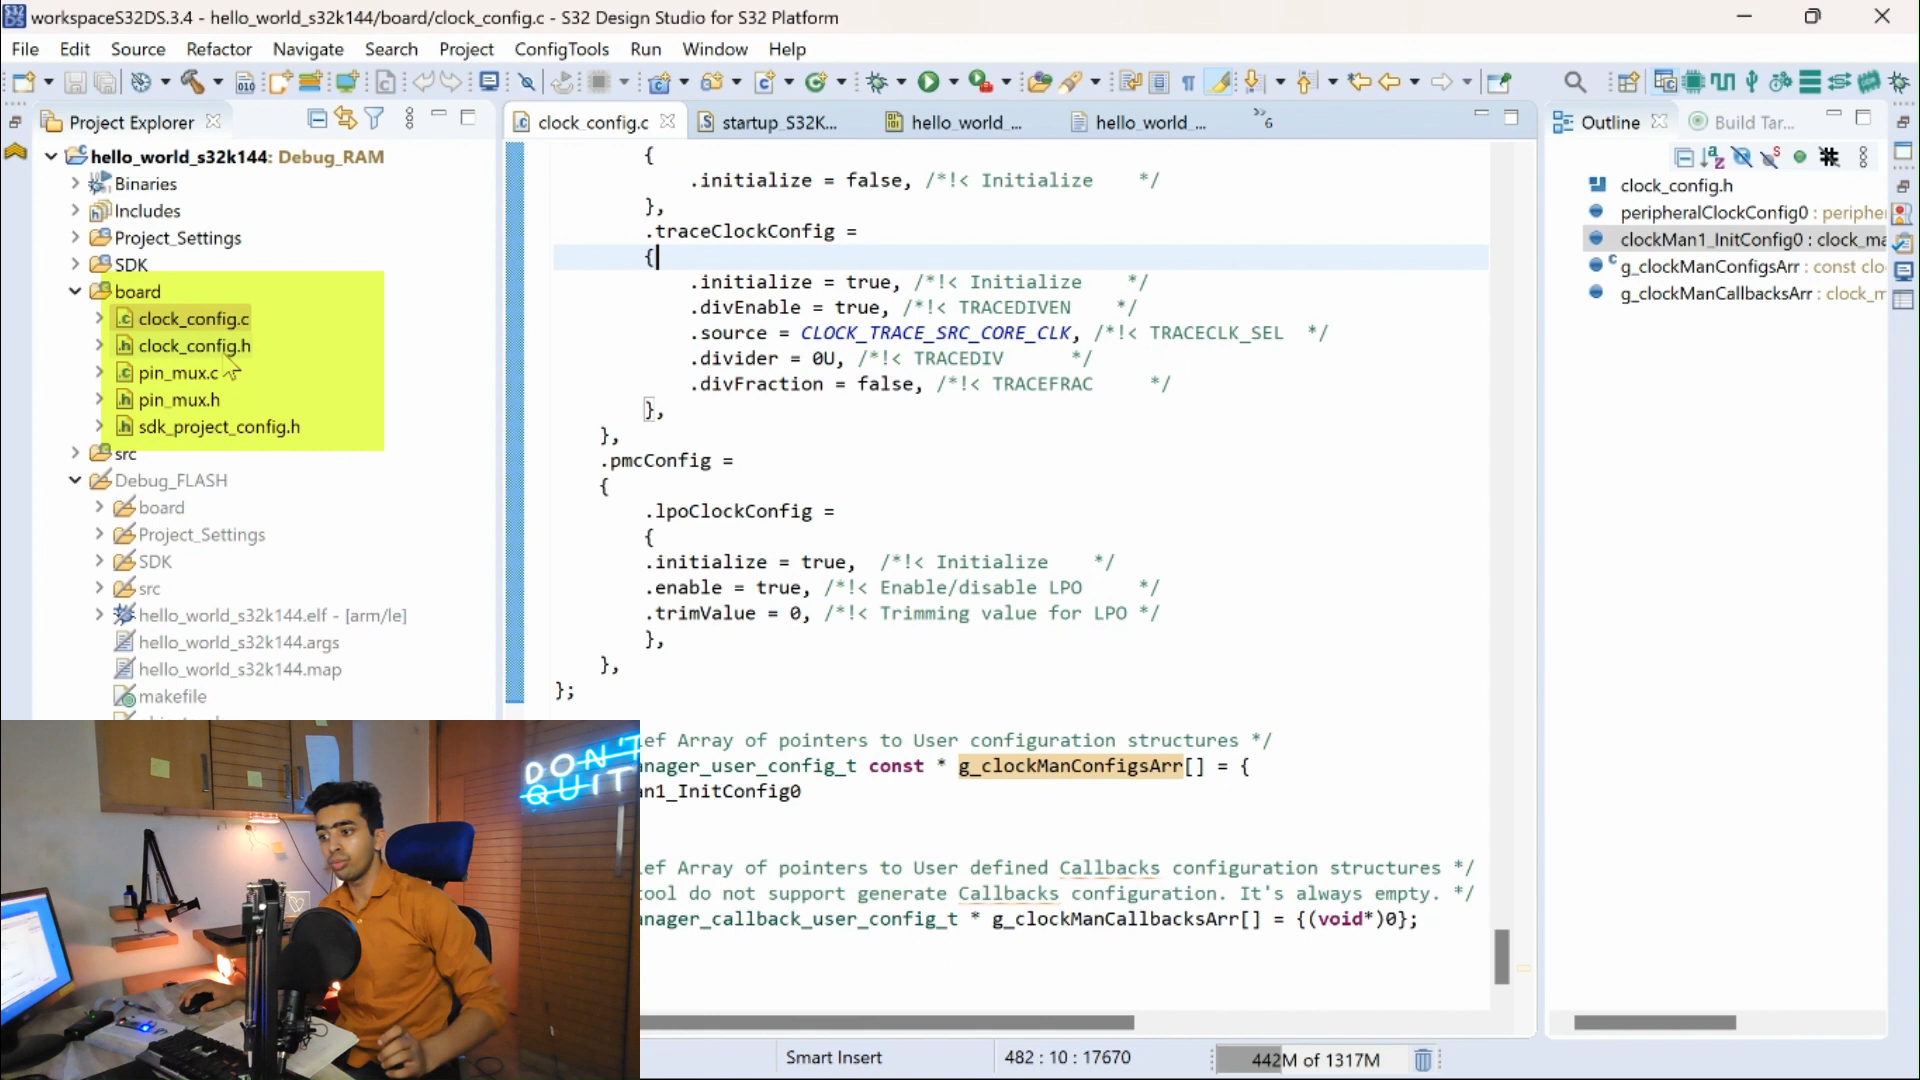 workspaceS32DS.3.4 - hello_world_s32k144/board/clock_config.c - S32 Design Studio for S32 Platform
File Edit Source Refactor Navigate Search Project ConfigTools Run Window Help
Project Explorer
clock_config.c
startup_S32K...
hello_world_...
hello_world_...
»6
Outline
Build Tar...
hello_world_s32k144: Debug_RAM
Binaries
Includes
Project_Settings
SDK
board
clock_config.c
clock_config.h
pin_mux.c
pin_mux.h
sdk_project_config.h
src
Debug_FLASH
board
Project_Settings
SDK
src
hello_world_s32k144.elf - [arm/le]
hello_world_s32k144.args
hello_world_s32k144.map
makefile
{
.initialize = false, /*!< Initialize */
},
.traceClockConfig =
{
.initialize = true, /*!< Initialize */
.divEnable = true, /*!< TRACEDIVEN */
.source = CLOCK_TRACE_SRC_CORE_CLK, /*!< TRACECLK_SEL */
.divider = 0U, /*!< TRACEDIV */
.divFraction = false, /*!< TRACEFRAC */
},
},
.pmcConfig =
{
.lpoClockConfig =
{
.initialize = true, /*!< Initialize */
.enable = true, /*!< Enable/disable LPO */
.trimValue = 0, /*!< Trimming value for LPO */
},
},
};
ef Array of pointers to User configuration structures */
nager_user_config_t const * g_clockManConfigsArr[] = {
an1_InitConfig0
ef Array of pointers to User defined Callbacks configuration structures */
tool do not support generate Callbacks configuration. It's always empty. */
nager_callback_user_config_t * g_clockManCallbacksArr[] = {(void*)0};
clock_config.h
peripheralClockConfig0 : periphe
clockMan1_InitConfig0 : clock_ma
g_clockManConfigsArr : const clo
g_clockManCallbacksArr : clock_m
DON'T
QUIT
Smart Insert
482 : 10 : 17670
442M of 1317M